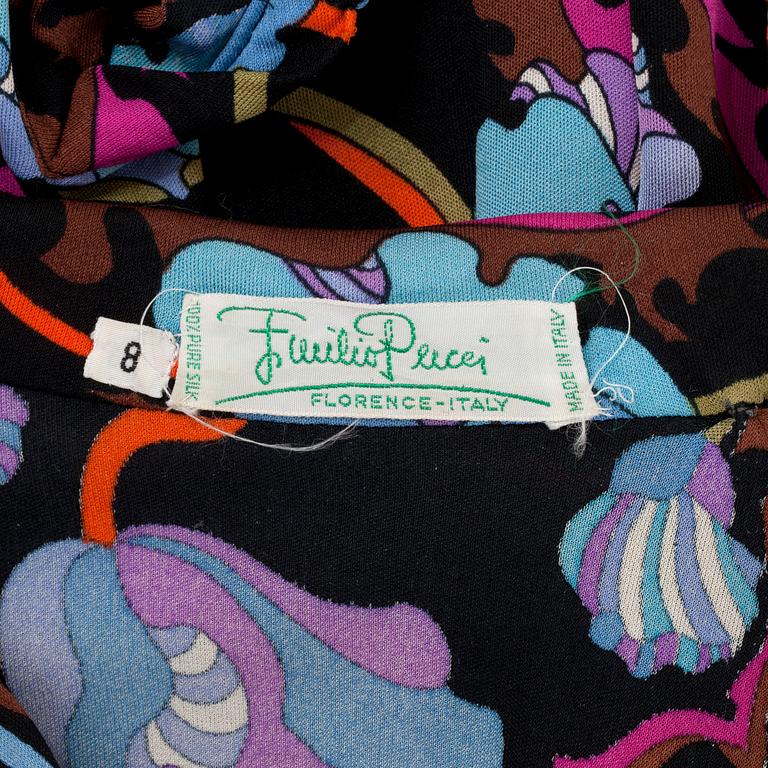 8
100% PURE SILK
Emilio Pucci
MADE IN ITALY
FLORENCE-ITALY